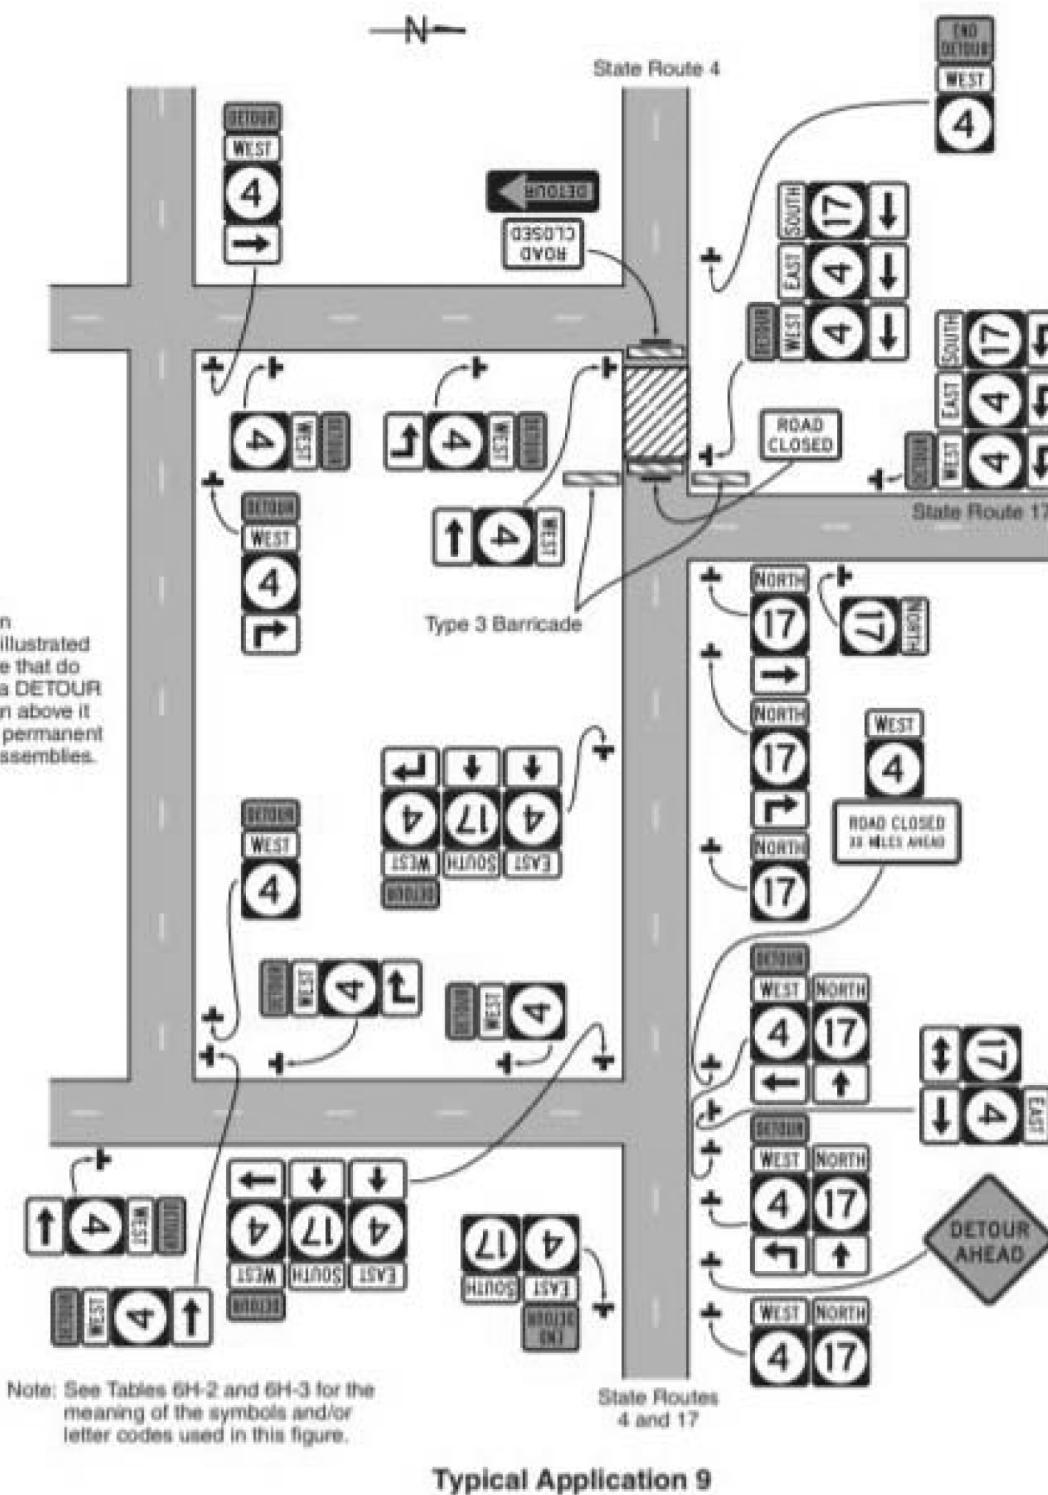 N
State Route 4
END
DETOUR
WEST
4
DETOUR
WEST
4
DETOUR
ROAD
CLOSED
SOUTH
17
EAST
4
DETOUR
WEST
4
SOUTH
17
EAST
4
DETOUR
WEST
4
ROAD
CLOSED
4
WEST
DETOUR
4
WEST
DETOUR
State Route 17
DETOUR
WEST
4
4
WEST
Type 3 Barricade
NORTH
17
17
NORTH
n
illustrated
e that do
a DETOUR
n above it
permanent
ssemblies.
NORTH
17
WEST
4
ROAD CLOSED
XX MILES AHEAD
4 17 4
WEST SOUTH EAST
DETOUR
DETOUR
WEST
4
NORTH
17
DETOUR
WEST
4
DETOUR
WEST
4
DETOUR
WEST NORTH
4 17
17
4
EAST
DETOUR
WEST NORTH
4 17
4
WEST
DETOUR
4 17 4
WEST SOUTH EAST
DETOUR
17 4
SOUTH EAST
END
DETOUR
DETOUR
AHEAD
DETOUR
WEST
4
WEST NORTH
4 17
Note: See Tables 6H-2 and 6H-3 for the
meaning of the symbols and/or
letter codes used in this figure.
State Routes
4 and 17
Typical Application 9